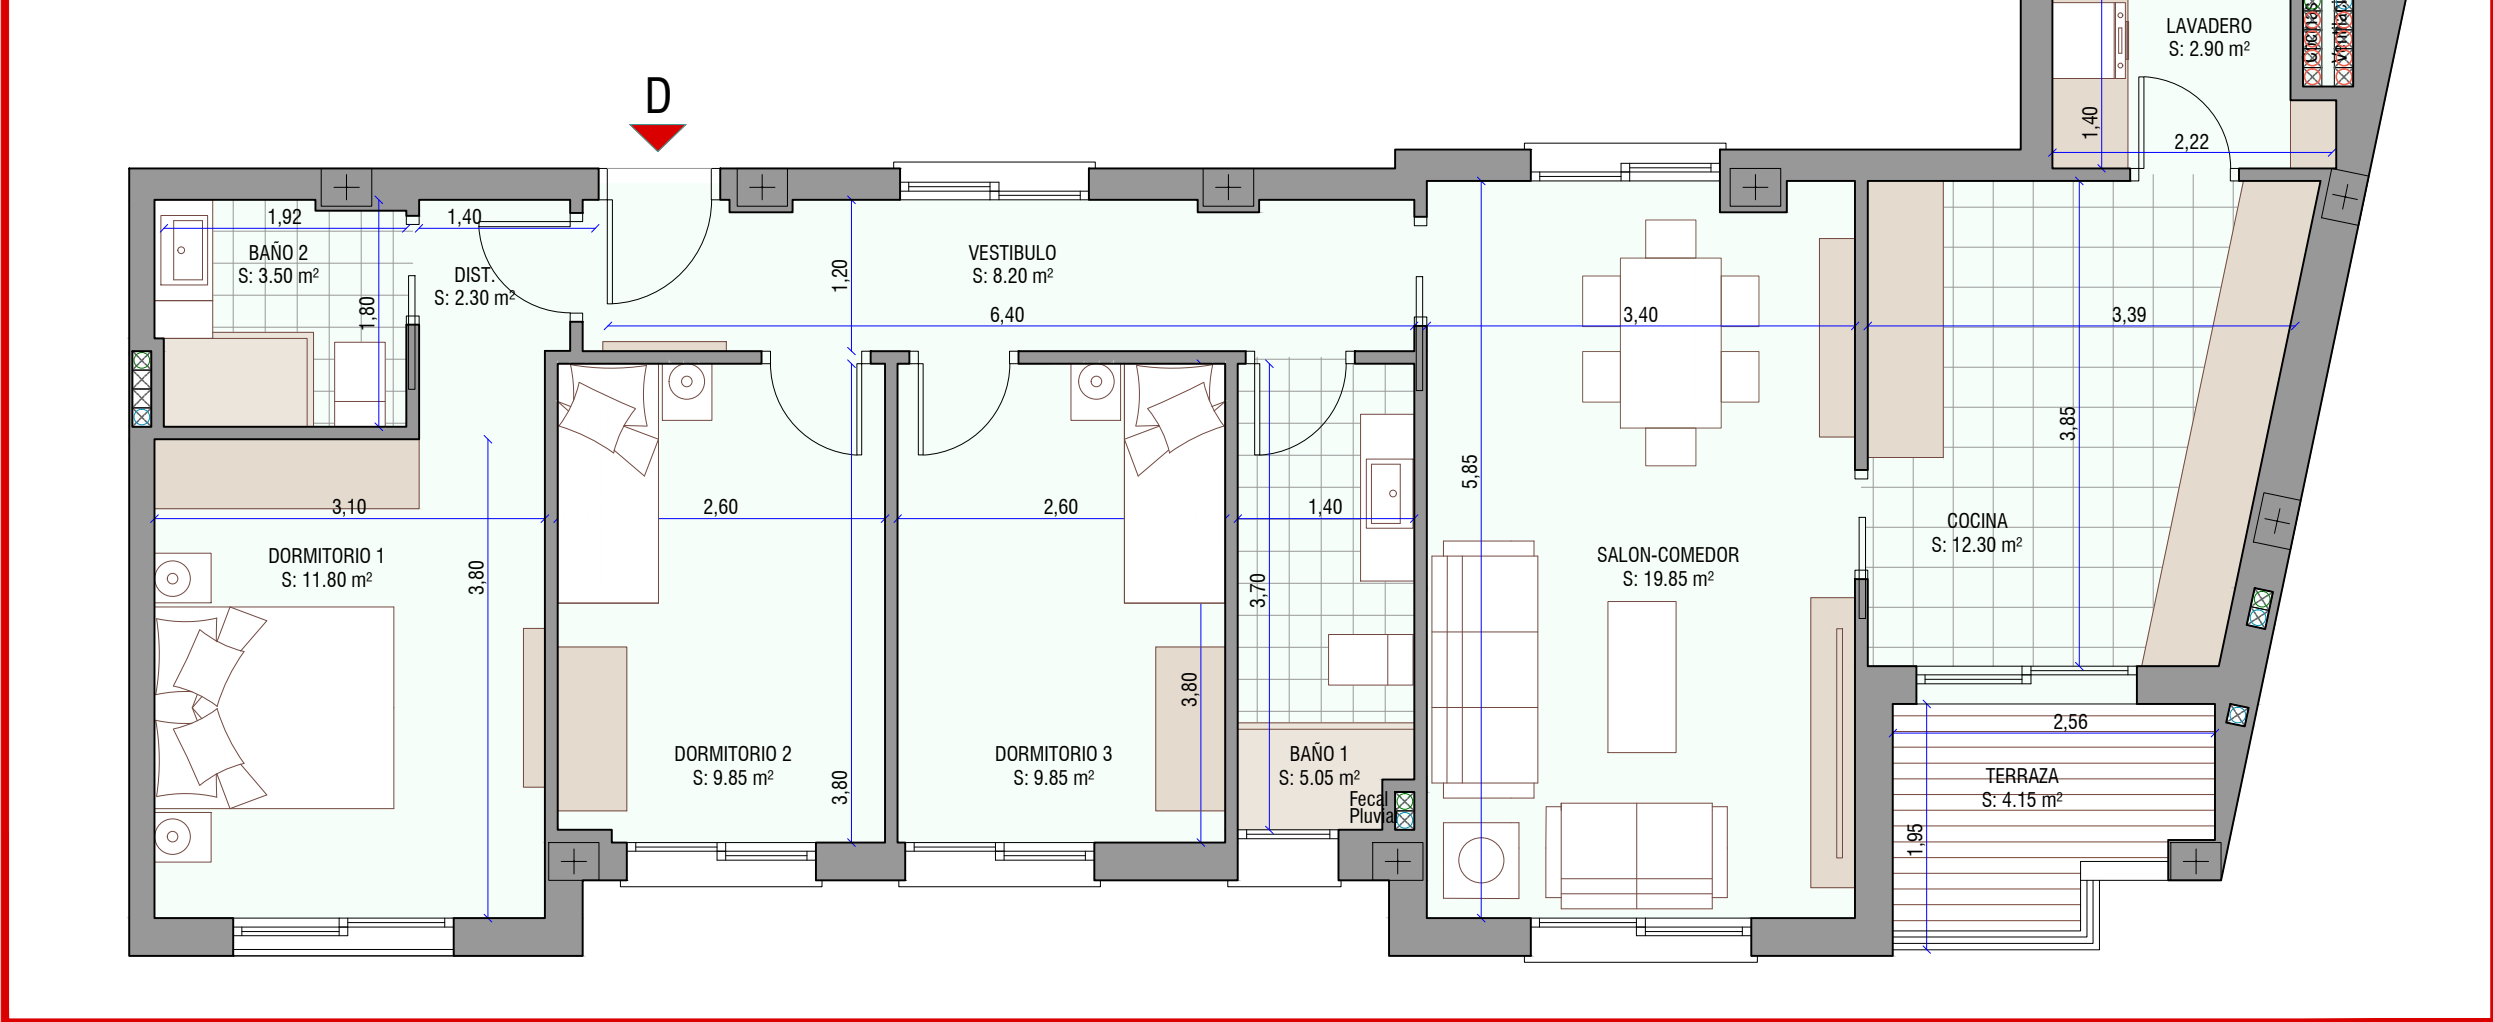 LAVADERO
S: 2.90 m²
1,40
2,22
D
1,92
1,40
BAÑO 2
S: 3.50 m²
1,80
DIST.
S: 2.30 m²
VESTIBULO
S: 8.20 m²
1,20
6,40
3,40
3,39
3,85
5,85
3,10
2,60
2,60
1,40
DORMITORIO 1
S: 11.80 m²
3,80
COCINA
S: 12.30 m²
SALON-COMEDOR
S: 19.85 m²
3,70
3,80
DORMITORIO 2
S: 9.85 m²
3,80
DORMITORIO 3
S: 9.85 m²
BAÑO 1
S: 5.05 m²
Fecal
Pluvial
2,56
TERRAZA
S: 4.15 m²
1,95